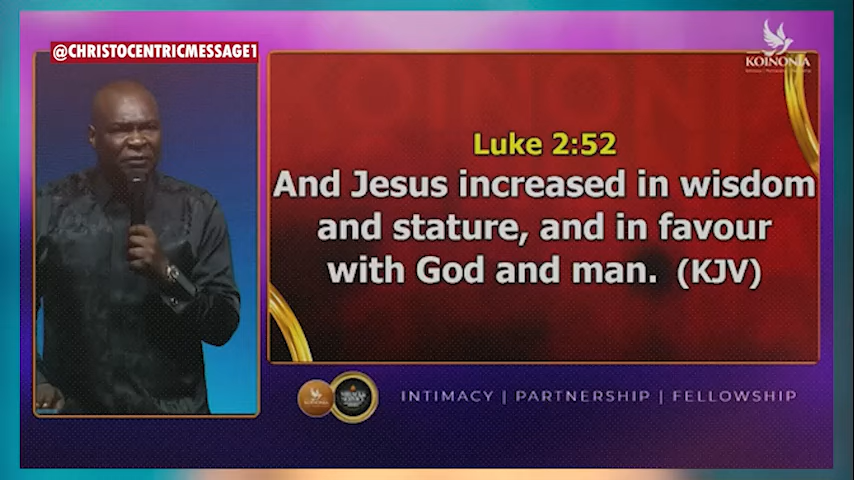 @CHRISTOCENTRICMESSAGE1
KOINONIA
Luke 2:52
And Jesus increased in wisdom
and stature, and in favour
with God and man. (KJV)
INTIMACY | PARTNERSHIP | FELLOWSHIP